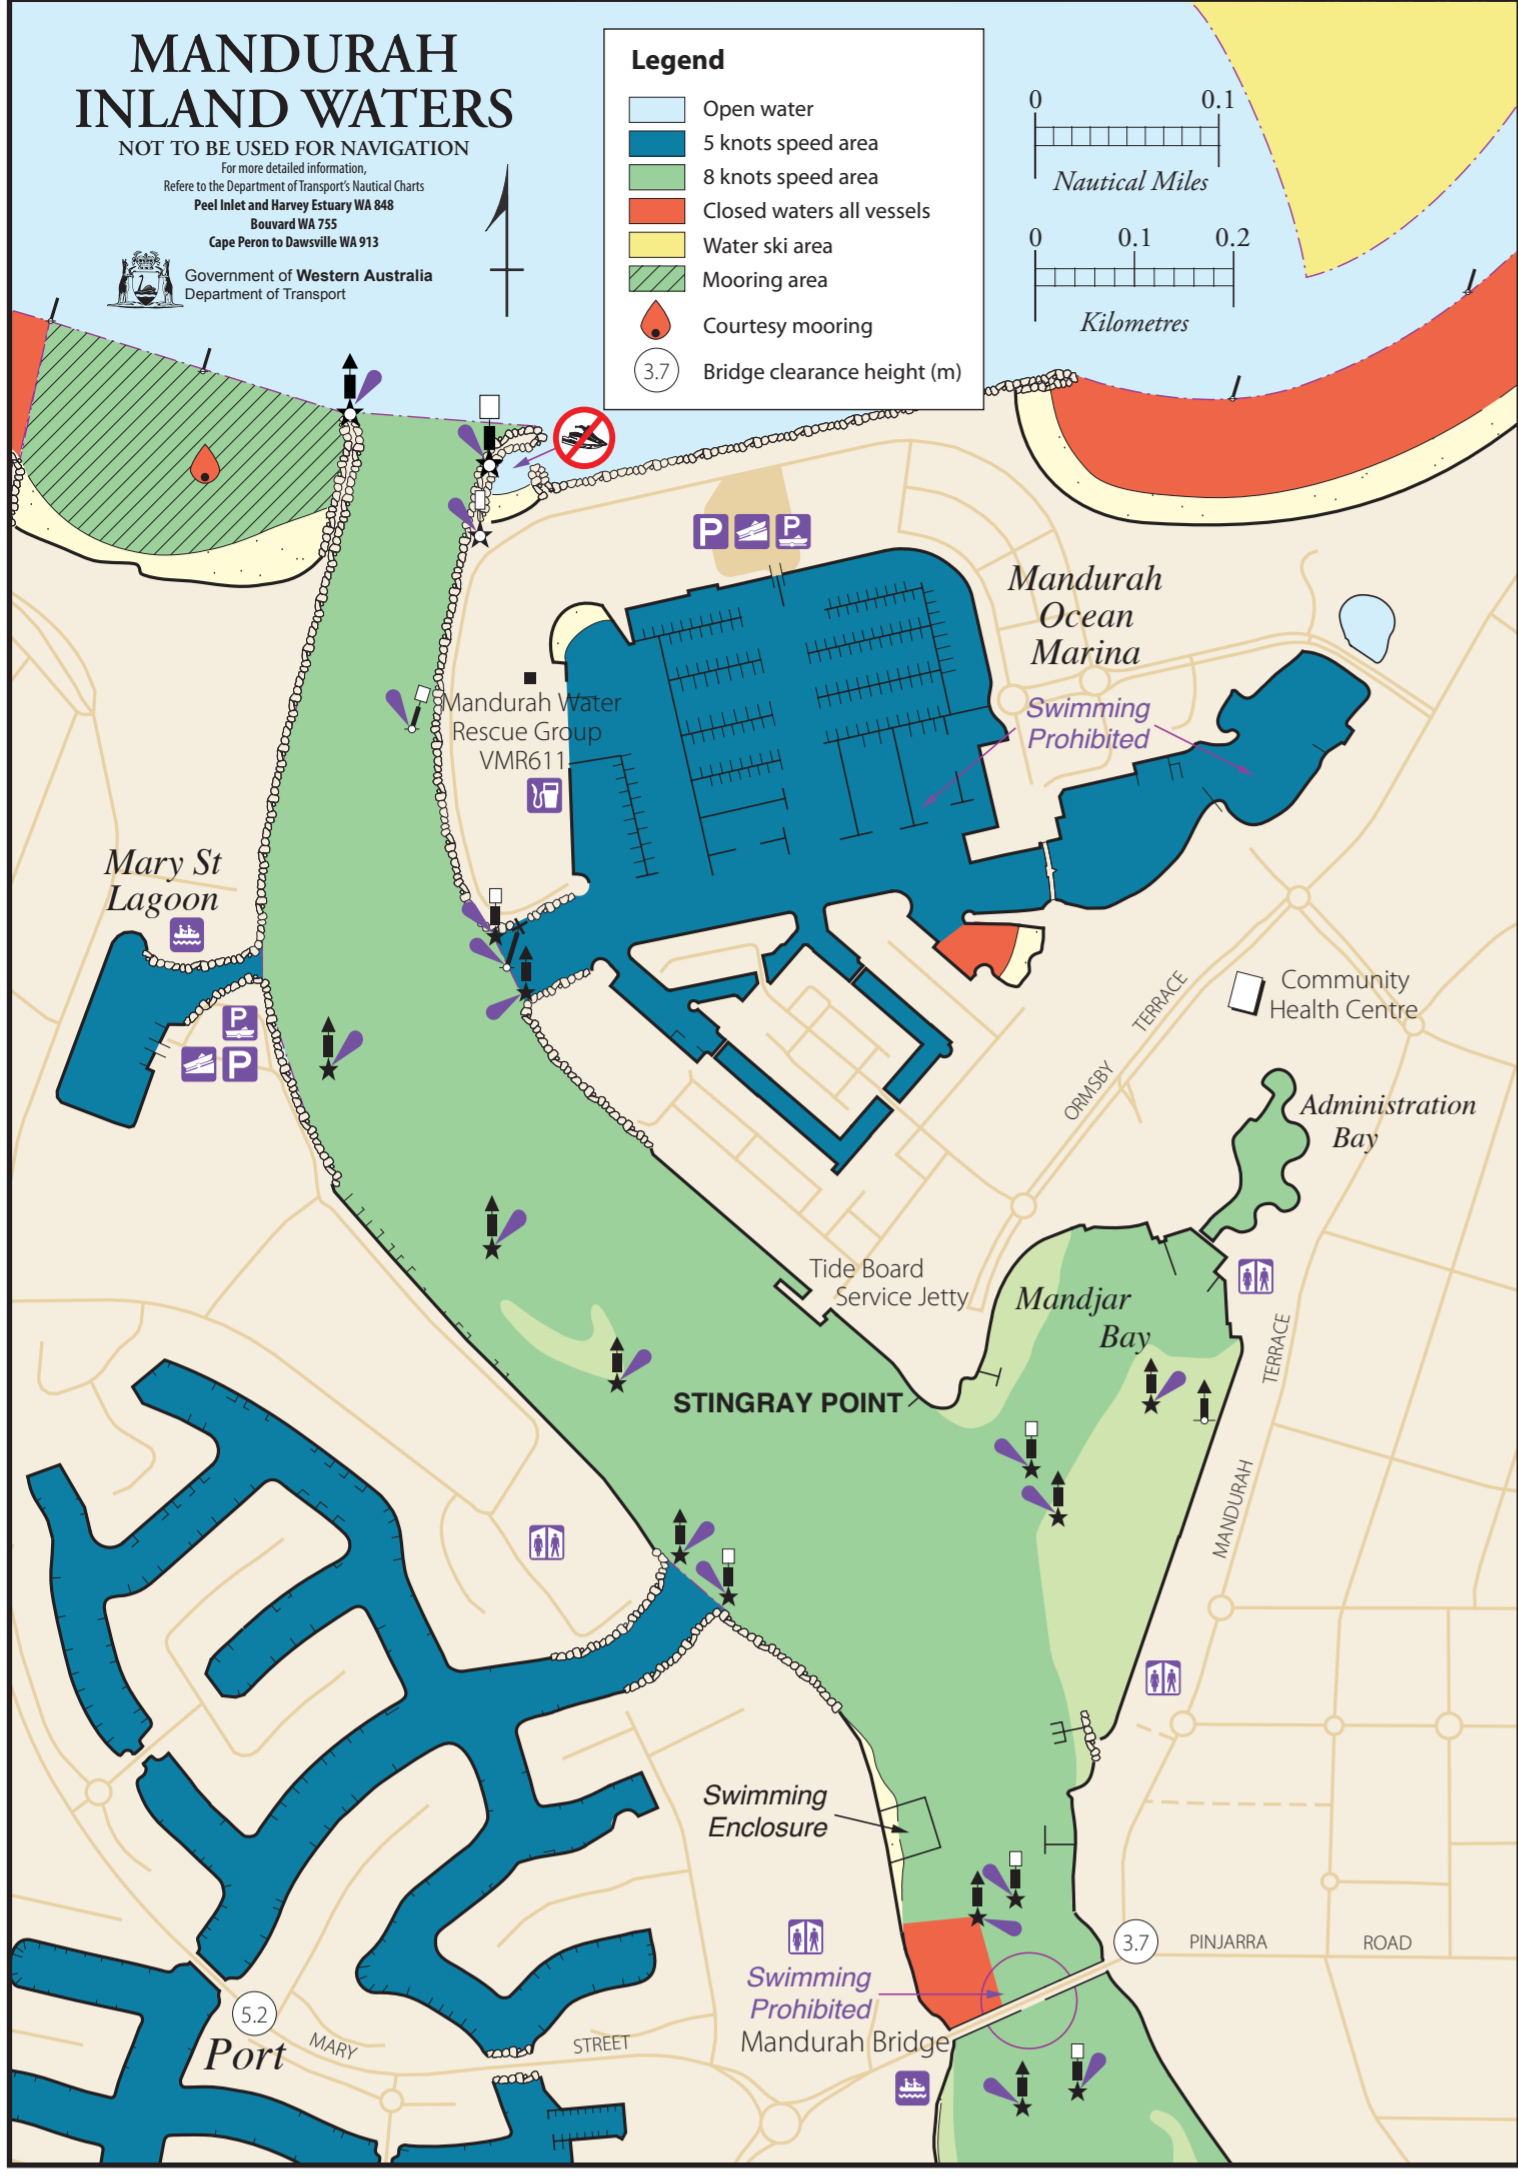 MANDURAH
INLAND WATERS
NOT TO BE USED FOR NAVIGATION
For more detailed information,
Refere to the Department of Transport's Nautical Charts
Peel Inlet and Harvey Estuary WA 848
Bouvard WA 755
Cape Peron to Dawsville WA 913
Government of Western Australia
Department of Transport
Legend
Open water
5 knots speed area
8 knots speed area
Closed waters all vessels
Water ski area
Mooring area
Courtesy mooring
3.7 Bridge clearance height (m)
0 0.1
Nautical Miles
0 0.1 0.2
Kilometres
P P
Mandurah
Ocean
Marina
Swimming
Prohibited
Mandurah Water
Rescue Group
VMR611
Mary St
Lagoon
P
P
Community
Health Centre
TERRACE
ORMSBY
Administration
Bay
Tide Board
Service Jetty
Mandjar
Bay
TERRACE
STINGRAY POINT
MANDURAH
Swimming
Enclosure
3.7
PINJARRA ROAD
Swimming
Prohibited
Mandurah Bridge
5.2
Port
MARY STREET